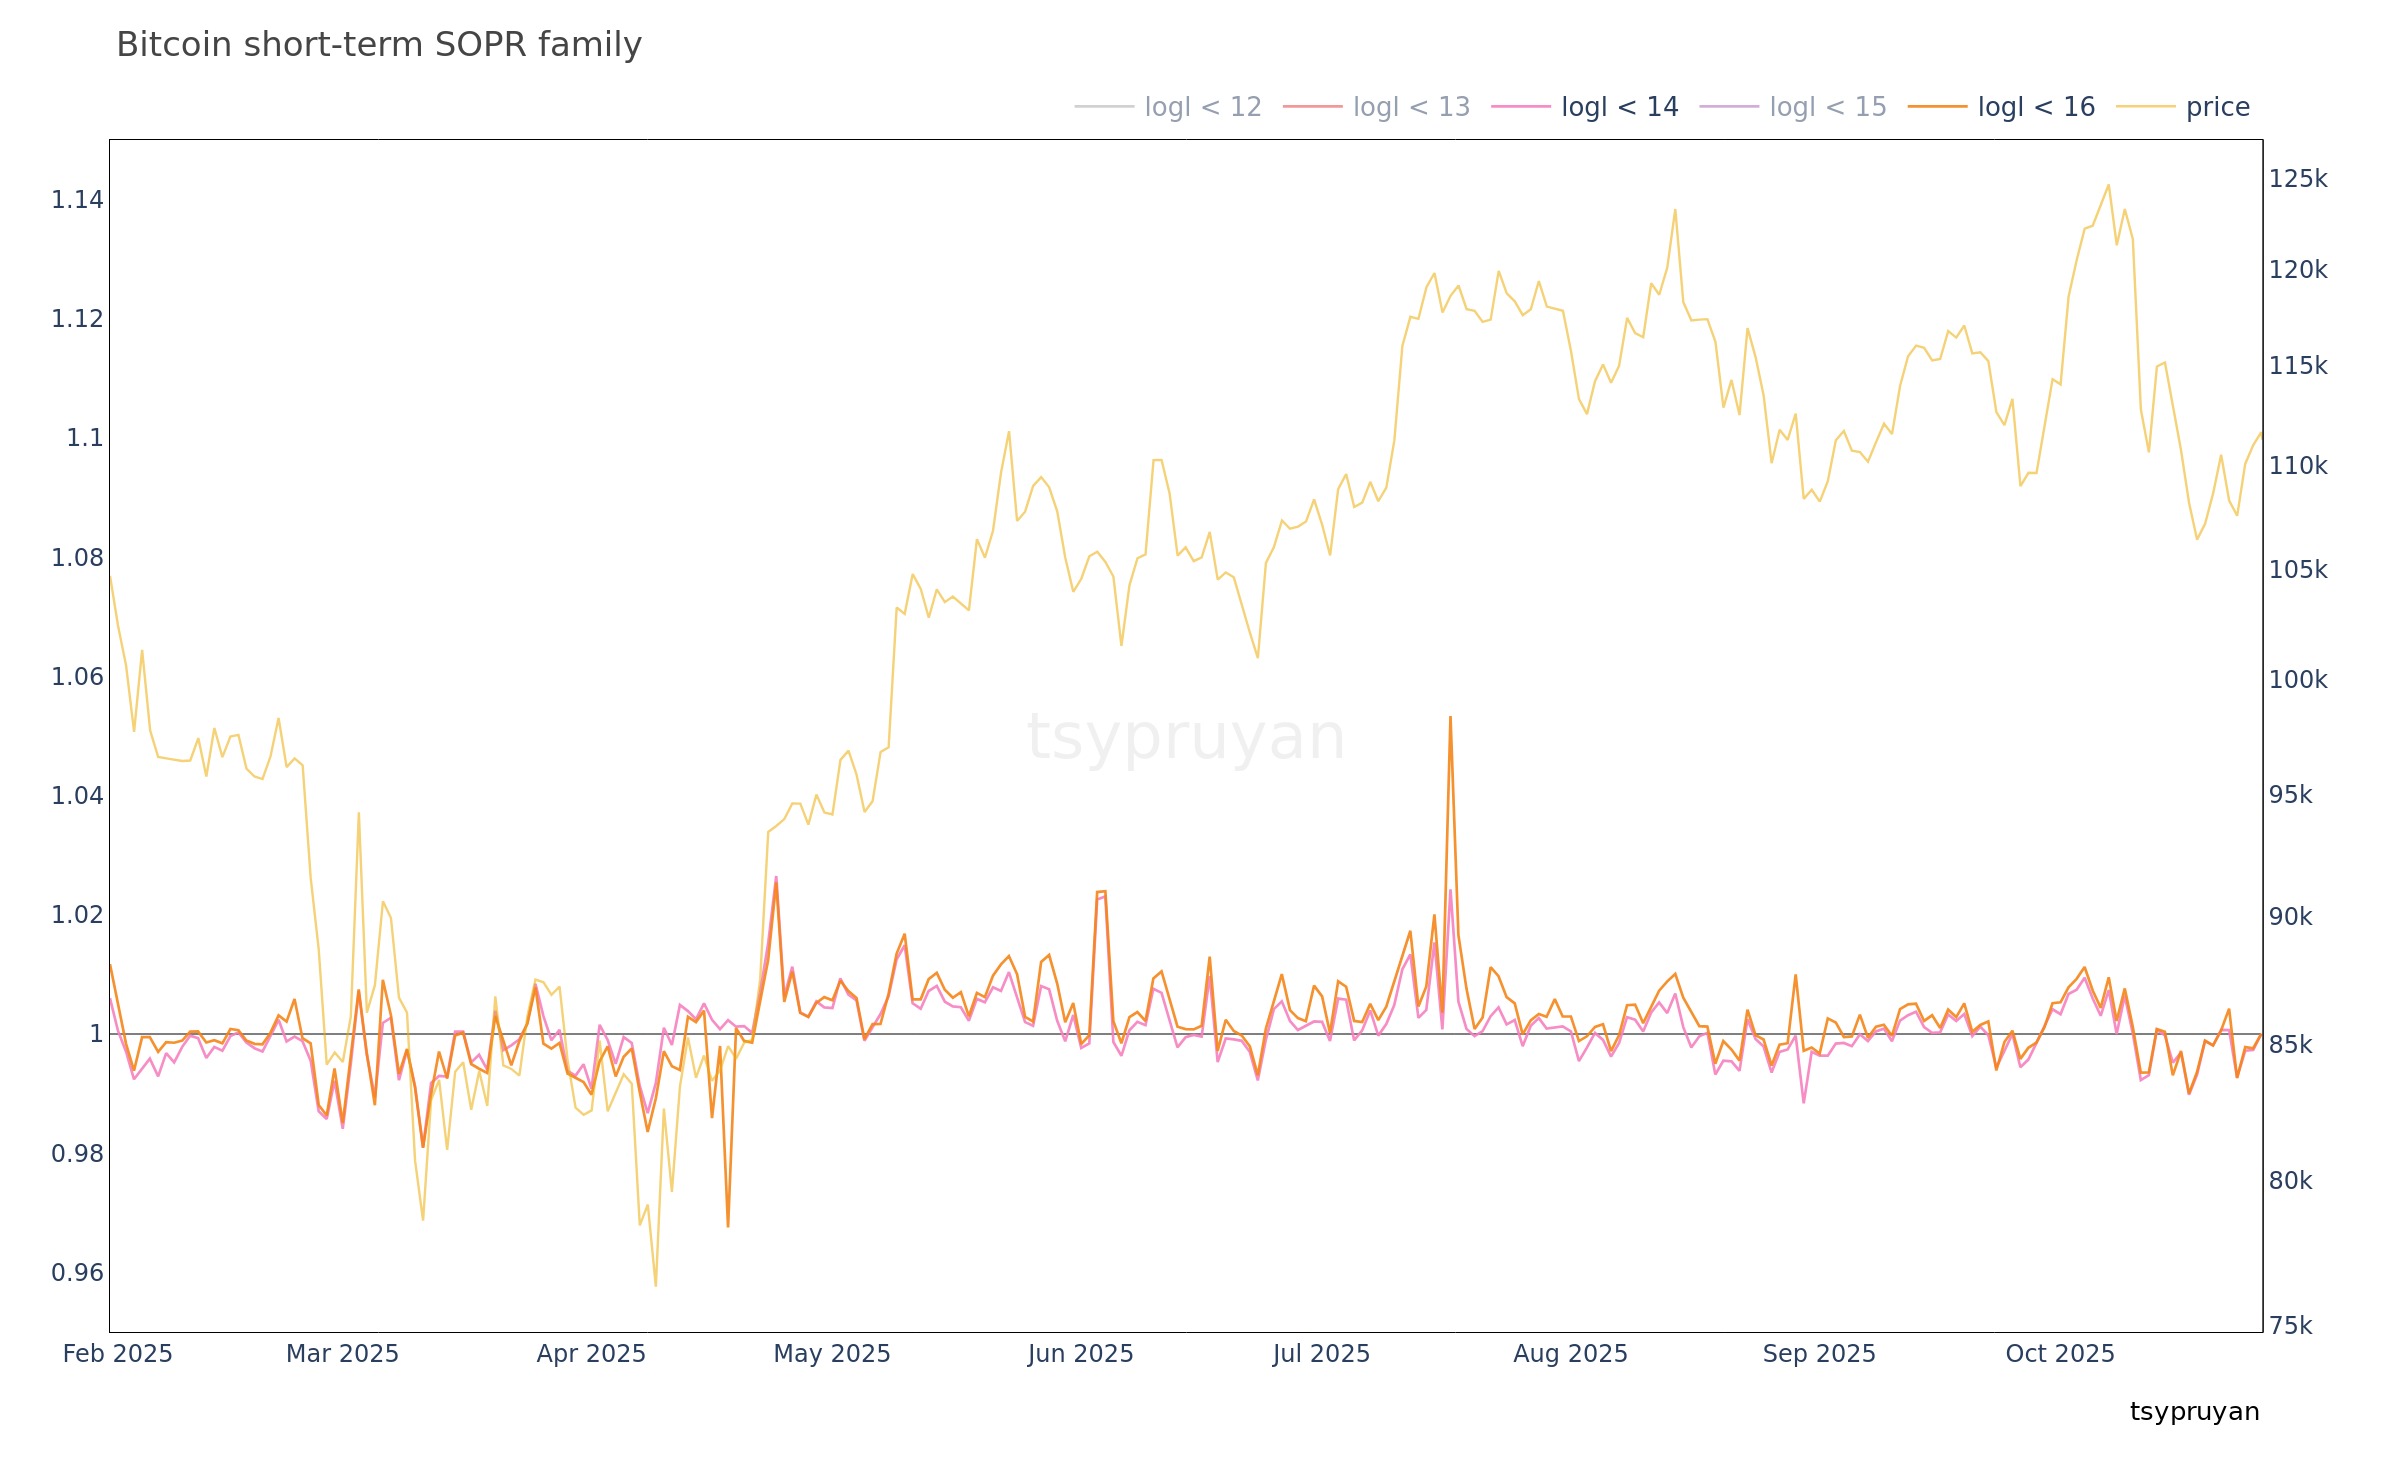 Bitcoin short-term SOPR family
logl < 12 logl < 13 logl < 14 logl < 15 logl < 16 price
1.14
1.12
1.1
1.08
1.06
1.04
1.02
1
0.98
0.96
125k
120k
115k
110k
105k
100k
95k
90k
85k
80k
75k
tsypruyan
Feb 2025 Mar 2025 Apr 2025 May 2025 Jun 2025 Jul 2025 Aug 2025 Sep 2025 Oct 2025
tsypruyan